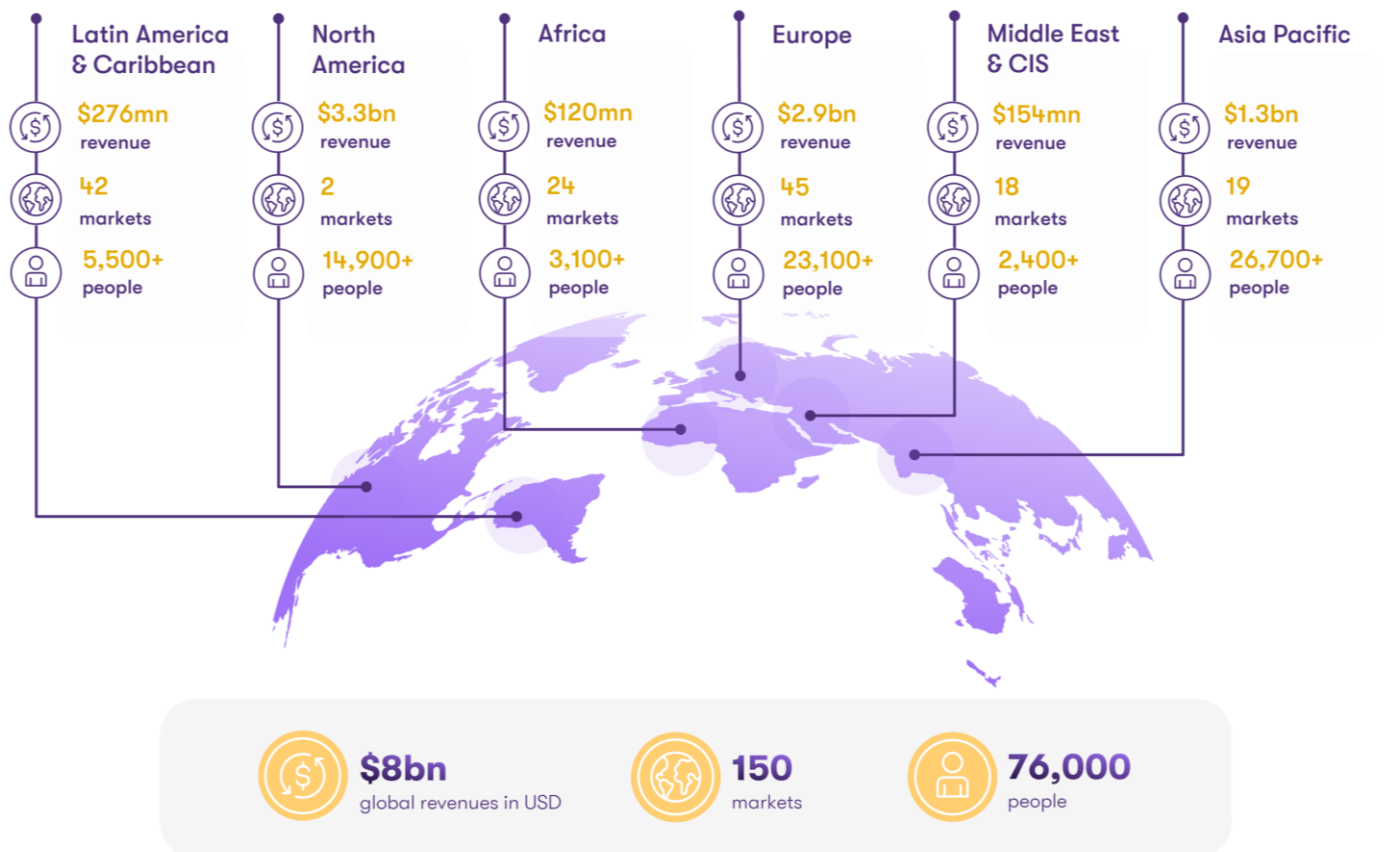 Latin America
& Caribbean
$276mn
revenue
42
markets
5,500+
people
North
America
$3.3bn
revenue
2
markets
14,900+
people
Africa
$120mn
revenue
24
markets
3,100+
people
Europe
$2.9bn
revenue
45
markets
23,100+
people
Middle East
& CIS
$154mn
revenue
18
markets
2,400+
people
Asia Pacific
$1.3bn
revenue
19
markets
26,700+
people
$8bn
global revenues in USD
150
markets
76,000
people